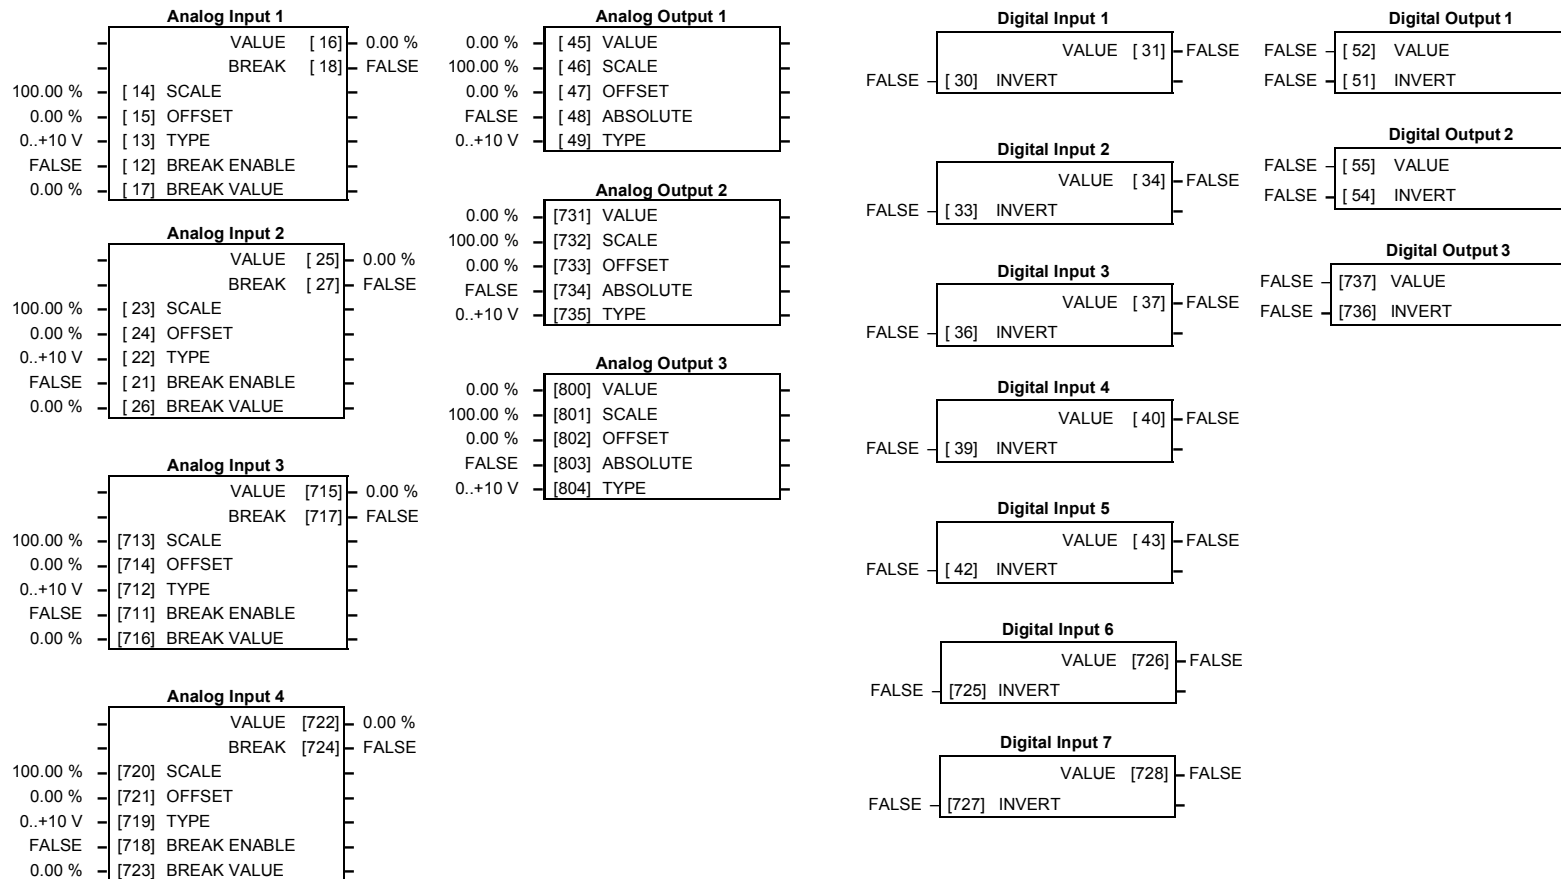 Analog Input 1
VALUE [ 16] 0.00 %
BREAK [ 18] FALSE
100.00 % [ 14] SCALE
0.00 % [ 15] OFFSET
0..+10 V [ 13] TYPE
FALSE [ 12] BREAK ENABLE
0.00 % [ 17] BREAK VALUE
Analog Input 2
VALUE [ 25] 0.00 %
BREAK [ 27] FALSE
100.00 % [ 23] SCALE
0.00 % [ 24] OFFSET
0..+10 V [ 22] TYPE
FALSE [ 21] BREAK ENABLE
0.00 % [ 26] BREAK VALUE
Analog Input 3
VALUE [715] 0.00 %
BREAK [717] FALSE
100.00 % [713] SCALE
0.00 % [714] OFFSET
0..+10 V [712] TYPE
FALSE [711] BREAK ENABLE
0.00 % [716] BREAK VALUE
Analog Input 4
VALUE [722] 0.00 %
BREAK [724] FALSE
100.00 % [720] SCALE
0.00 % [721] OFFSET
0..+10 V [719] TYPE
FALSE [718] BREAK ENABLE
0.00 % [723] BREAK VALUE
Analog Output 1
0.00 % [ 45] VALUE
100.00 % [ 46] SCALE
0.00 % [ 47] OFFSET
FALSE [ 48] ABSOLUTE
0..+10 V [ 49] TYPE
Analog Output 2
0.00 % [731] VALUE
100.00 % [732] SCALE
0.00 % [733] OFFSET
FALSE [734] ABSOLUTE
0..+10 V [735] TYPE
Analog Output 3
0.00 % [800] VALUE
100.00 % [801] SCALE
0.00 % [802] OFFSET
FALSE [803] ABSOLUTE
0..+10 V [804] TYPE
Digital Input 1
VALUE [ 31] FALSE
FALSE [ 30] INVERT
Digital Input 2
VALUE [ 34] FALSE
FALSE [ 33] INVERT
Digital Input 3
VALUE [ 37] FALSE
FALSE [ 36] INVERT
Digital Input 4
VALUE [ 40] FALSE
FALSE [ 39] INVERT
Digital Input 5
VALUE [ 43] FALSE
FALSE [ 42] INVERT
Digital Input 6
VALUE [726] FALSE
FALSE [725] INVERT
Digital Input 7
VALUE [728] FALSE
FALSE [727] INVERT
Digital Output 1
FALSE [ 52] VALUE
FALSE [ 51] INVERT
Digital Output 2
FALSE [ 55] VALUE
FALSE [ 54] INVERT
Digital Output 3
FALSE [737] VALUE
FALSE [736] INVERT